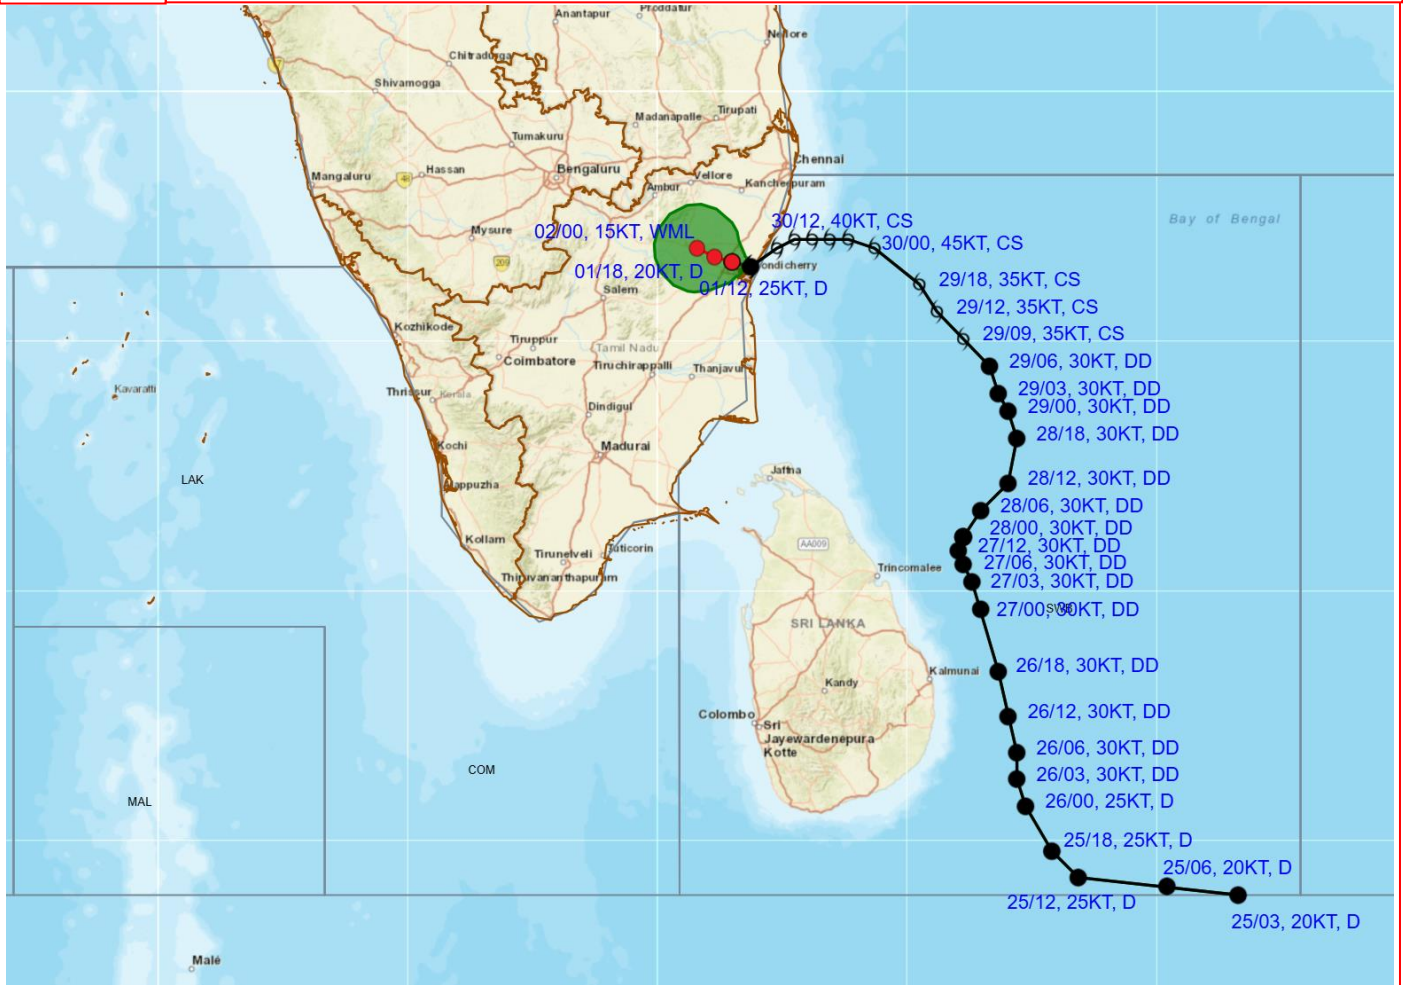 Anantapur
Proddatur
Nellore
Chitradurga
Shivamogga
Madanapalle
Tirupati
Tumakuru
Chennai
Mangaluru
48
Hassan
Bengaluru
Vellore
Ambur
Kancheepuram
Bay of Bengal
Mysore
02/00, 15KT, WML
30/12, 40KT, CS
30/00, 45KT, CS
209
01/18, 20KT, D
Pondicherry
01/12, 25KT, D
29/18, 35KT, CS
Salem
29/12, 35KT, CS
Kozhikode
29/09, 35KT, CS
Tiruppur
Tamil Nadu
Coimbatore
Tiruchirappalli
Thanjavur
29/06, 30KT, DD
Kavaratti
Thrissur
Kerala
29/03, 30KT, DD
Dindigul
29/00, 30KT, DD
28/18, 30KT, DD
Kochi
Madurai
LAK
Alappuzha
Jaffna
28/12, 30KT, DD
28/06, 30KT, DD
28/00, 30KT, DD
Kollam
AA009
27/12, 30KT, DD
Tirunelveli
Tuticorin
27/06, 30KT, DD
Thiruvananthapuram
Trincomalee
27/03, 30KT, DD
27/00, 30KT, DD
SRI LANKA
26/18, 30KT, DD
Kalmunai
Kandy
Colombo
26/12, 30KT, DD
Sri
Jayewardenepura
Kotte
26/06, 30KT, DD
COM
26/03, 30KT, DD
MAL
26/00, 25KT, D
25/18, 25KT, D
25/06, 20KT, D
25/12, 25KT, D
25/03, 20KT, D
Malé